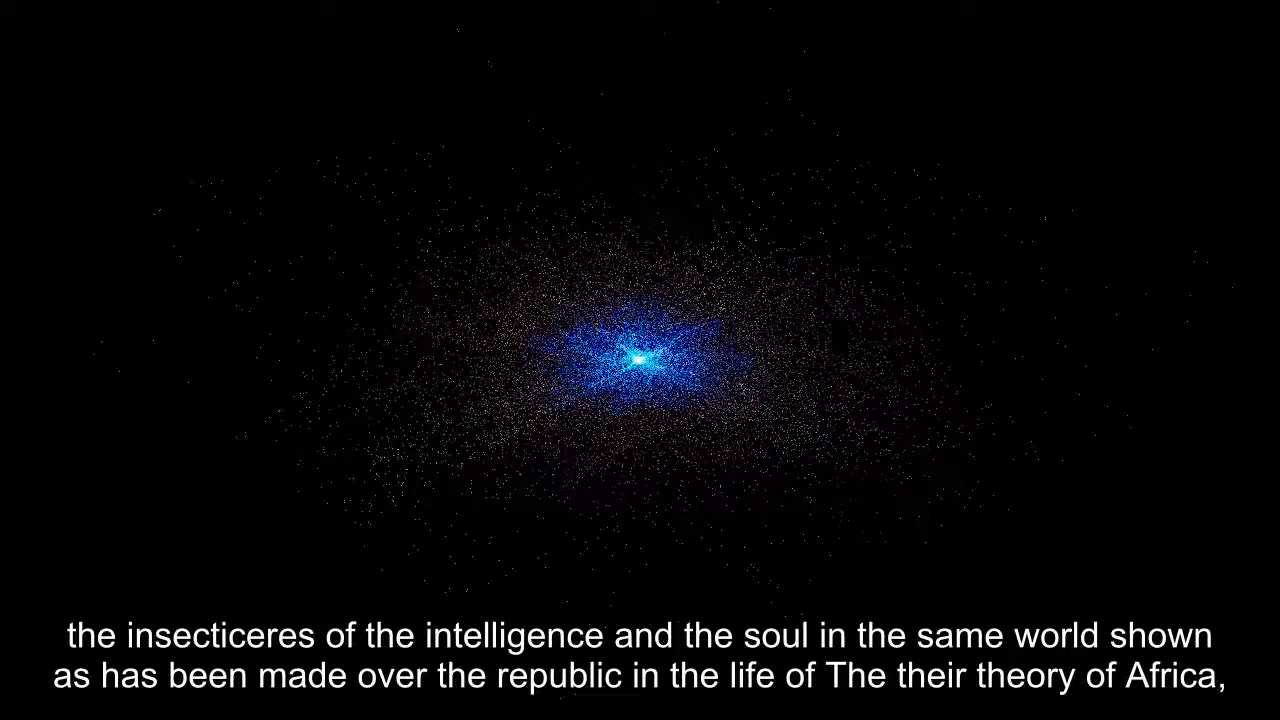 the insecticeres of the intelligence and the soul in the same world shown
as has been made over the republic in the life of The their theory of Africa,